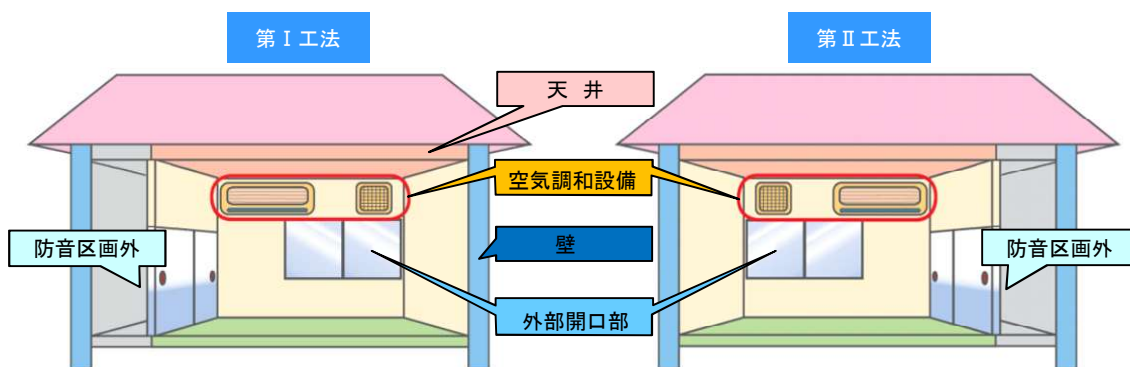 第Ⅰ工法
第Ⅱ工法
天 井
空気調和設備
防音区画外
壁
防音区画外
外部開口部